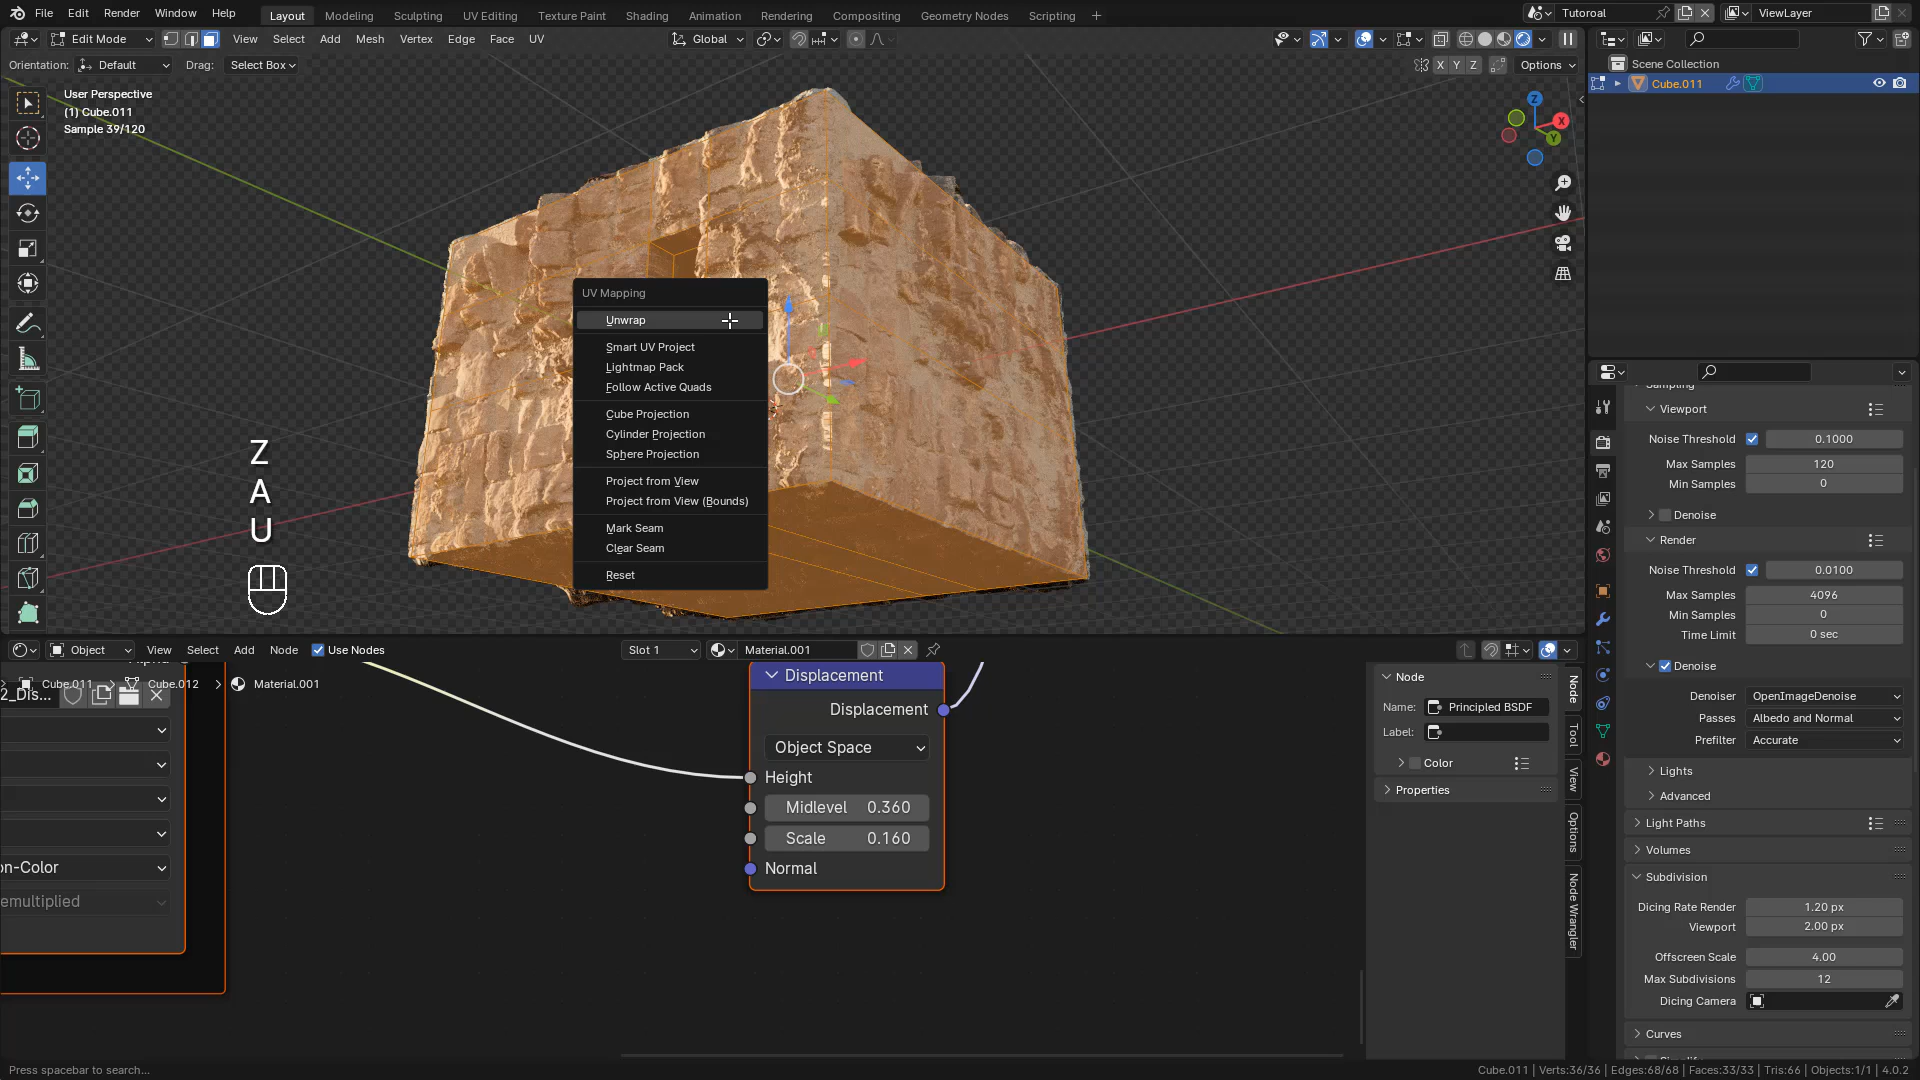 File Edit Render Window Help Layout Modeling Sculpting UV Editing Texture Paint Shading Animation Rendering Compositing Geometry Nodes Scripting + Tutoroal ViewLayer
Edit Mode View Select Add Mesh Vertex Edge Face UV Global
Orientation: Default Drag: Select Box X Y Z Options
Scene Collection
Cube.011
User Perspective
(1) Cube.011
Sample 39/120
Z
X
Y
UV Mapping
Unwrap
Smart UV Project
Lightmap Pack
Follow Active Quads
Cube Projection
Cylinder Projection
Sphere Projection
Project from View
Project from View (Bounds)
Mark Seam
Clear Seam
Reset
Z
A
U
Sampling
Viewport
Noise Threshold 0.1000
Max Samples 120
Min Samples 0
Denoise
Render
Noise Threshold 0.0100
Max Samples 4096
Min Samples 0
Time Limit 0 sec
Denoise
Denoiser OpenImageDenoise
Passes Albedo and Normal
Prefilter Accurate
Lights
Advanced
Light Paths
Volumes
Subdivision
Dicing Rate Render 1.20 px
Viewport 2.00 px
Offscreen Scale 4.00
Max Subdivisions 12
Dicing Camera
Curves
Object View Select Add Node Use Nodes Slot 1 Material.001
Cube.011 > Cube.012 > Material.001
2_Dis...
on-Color
emultiplied
Displacement
Displacement
Object Space
Height
Midlevel 0.360
Scale 0.160
Normal
Node
Name: Principled BSDF
Label:
Color
Properties
Node
Tool
View
Options
Node Wrangler
Press spacebar to search...
Cube.011 | Verts:36/36 | Edges:68/68 | Faces:33/33 | Tris:66 | Objects:1/1 | 4.0.2